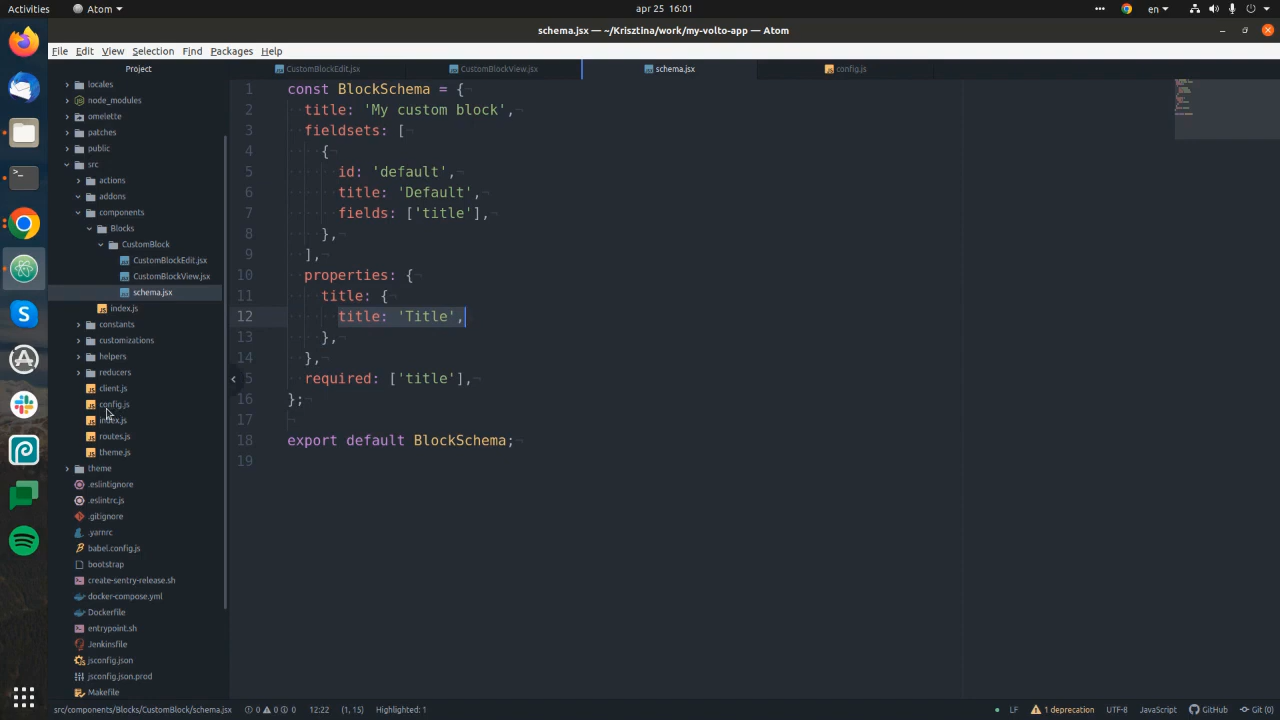 Activities
Atom
apr 25 16:01
en
schema.jsx — ~/Krisztina/work/my-volto-app — Atom
File Edit View Selection Find Packages Help
Project
CustomBlockEdit.jsx
CustomBlockView.jsx
schema.jsx
config.js
locales
node_modules
omelette
patches
public
src
actions
addons
components
Blocks
CustomBlock
CustomBlockEdit.jsx
CustomBlockView.jsx
schema.jsx
index.js
constants
customizations
helpers
reducers
client.js
config.js
index.js
routes.js
theme.js
theme
.eslintignore
.eslintrc.js
.gitignore
.yarnrc
babel.config.js
bootstrap
create-sentry-release.sh
docker-compose.yml
Dockerfile
entrypoint.sh
Jenkinsfile
jsconfig.json
jsconfig.json.prod
Makefile
1 const BlockSchema = {
2 title: 'My custom block',
3 fieldsets: [
4 {
5 id: 'default',
6 title: 'Default',
7 fields: ['title'],
8 },
9 ],
10 properties: {
11 title: {
12 title: 'Title',
13 },
14 },
5 required: ['title'],
16 };
17
18 export default BlockSchema;
19
src/components/Blocks/CustomBlock/schema.jsx 0 0 0 12:22 (1, 15) Highlighted: 1 LF 1 deprecation UTF-8 JavaScript GitHub Git (0)